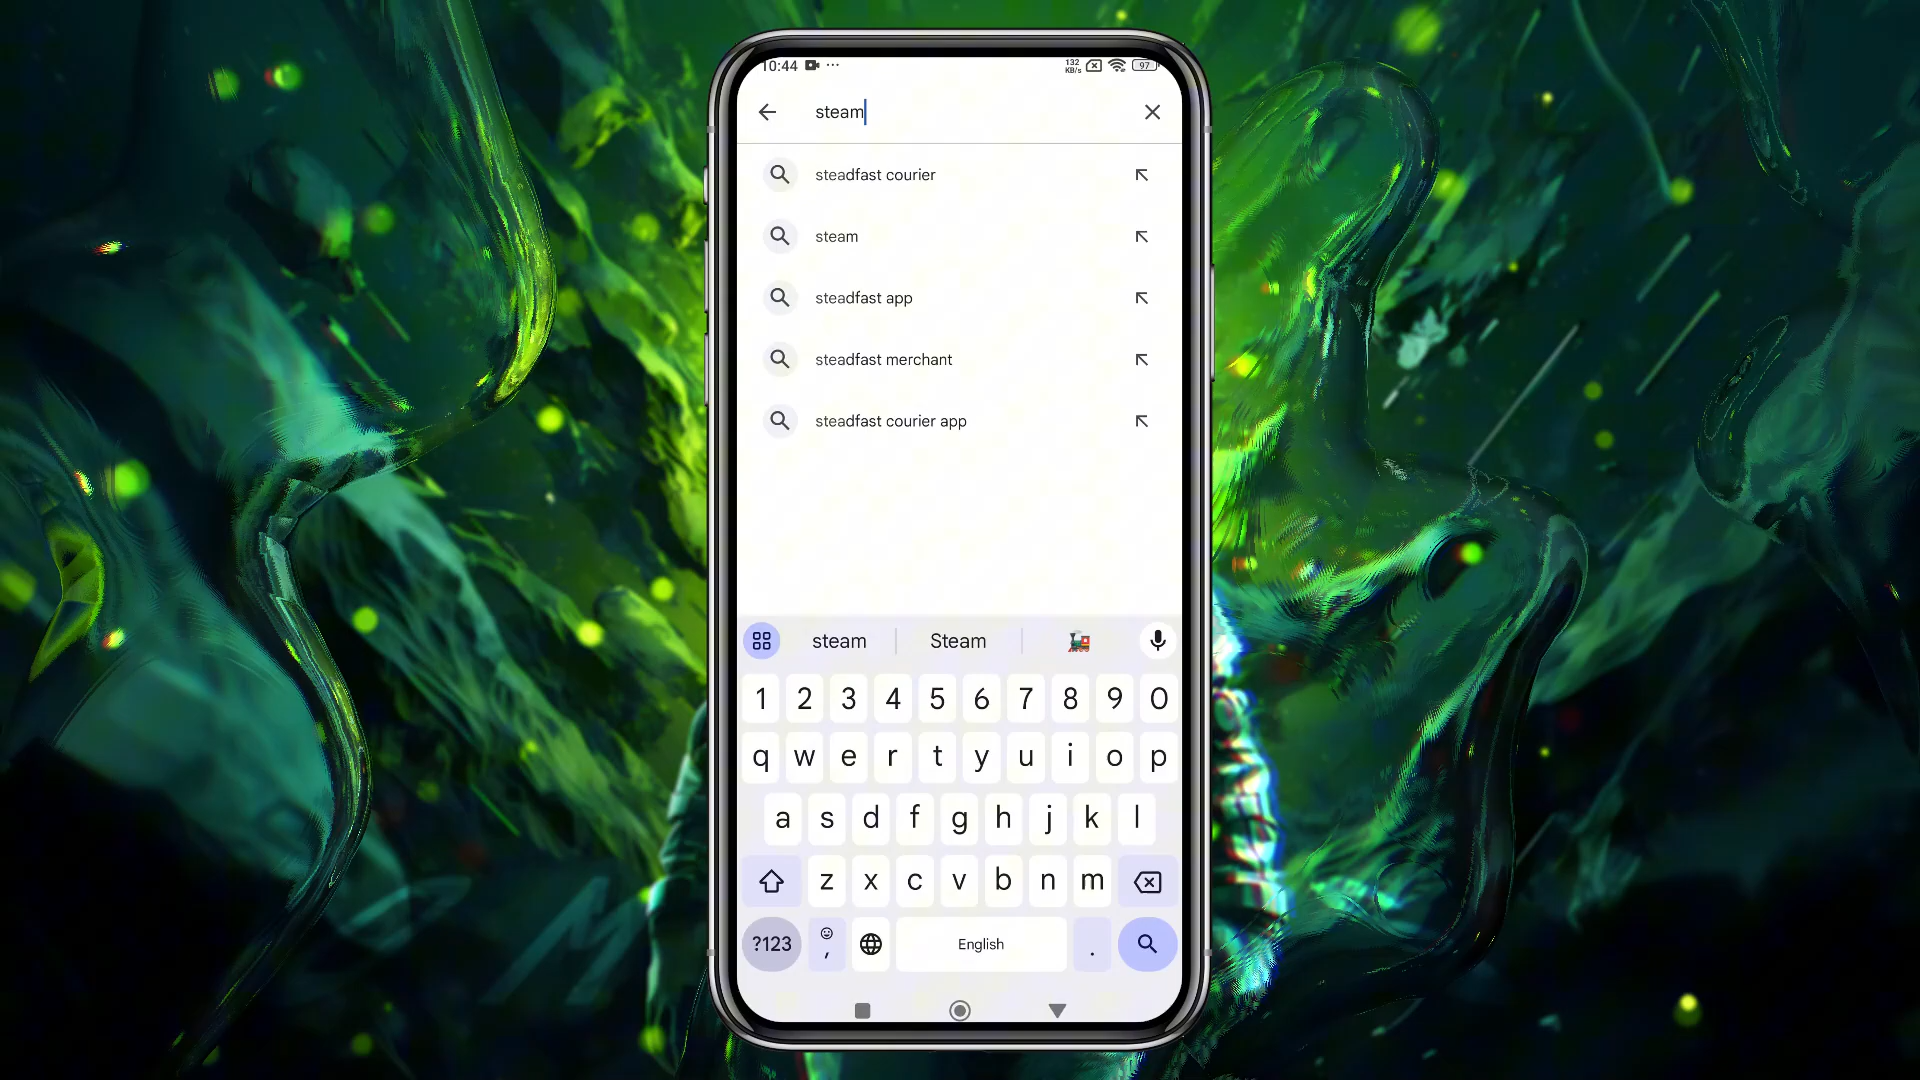 10:44 ...
132
KB/s
97
steam
steadfast courier
steam
steadfast app
steadfast merchant
steadfast courier app
steam Steam
1 2 3 4 5 6 7 8 9 0
q w e r t y u i o p
a s d f g h j k l
z x c v b n m
?123 , English .